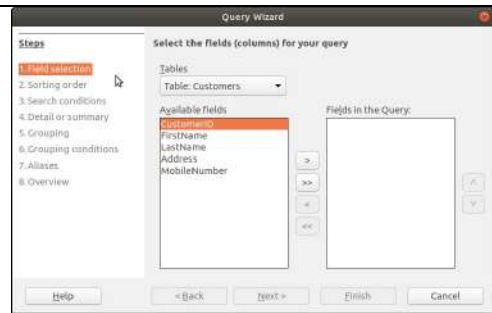 Query Wizard
Steps
1. Field selection
2. Sorting order
3. Search conditions
4. Detail or summary
5. Grouping
6. Grouping conditions
7. Aliases
8. Overview
Select the fields (columns) for your query
Tables
Table: Customers
Available fields
CustomerID
FirstName
LastName
Address
MobileNumber
>
>>
<
<<
Fields in the Query:
Help
< Back
Next >
Finish
Cancel